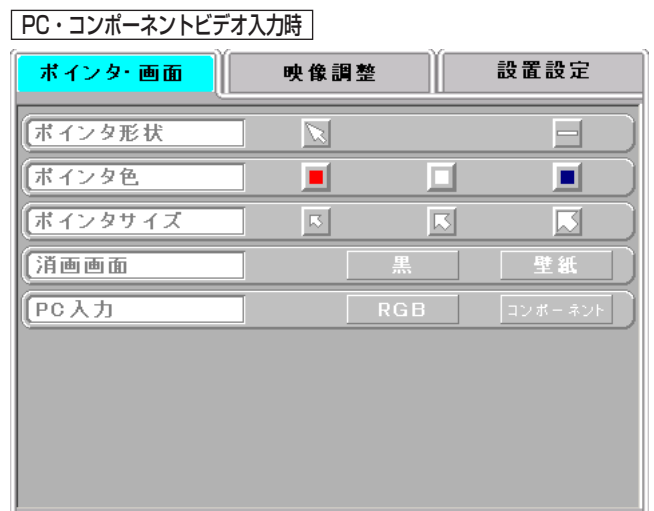 PC・コンポーネントビデオ入力時
ポインタ・画面 映像調整 設置設定
ポインタ形状
ポインタ色
ポインタサイズ
消画画面 黒 壁紙
PC入力 RGB コンポーネント